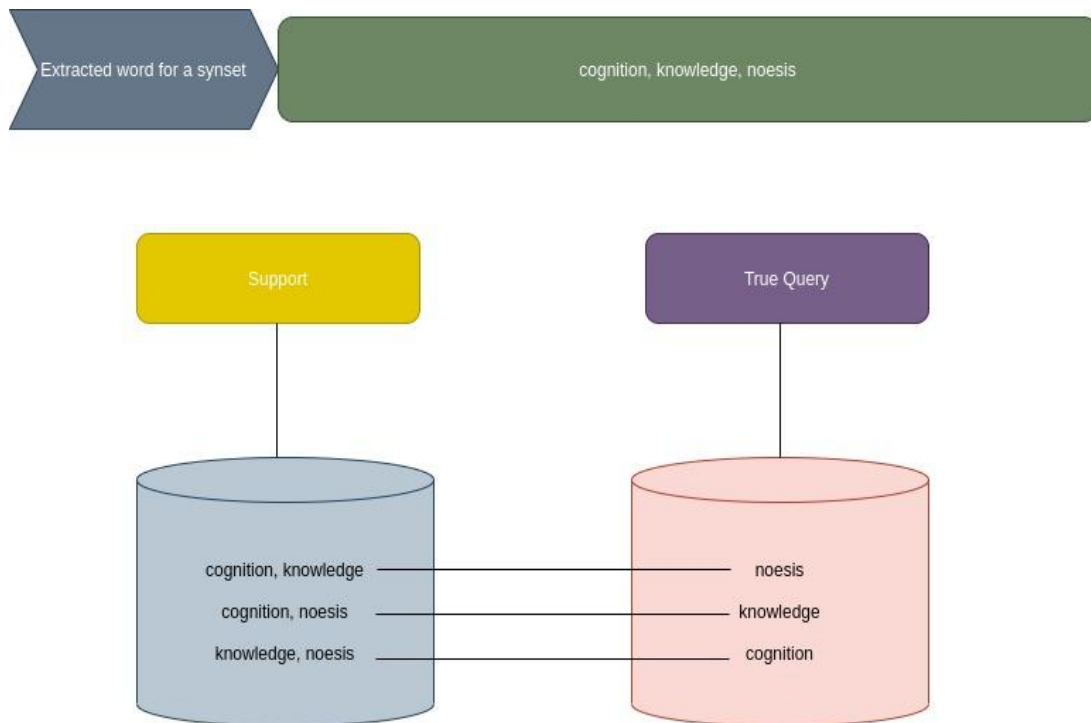 Extracted word for a synset
cognition, knowledge, noesis
Support
True Query
cognition, knowledge
noesis
cognition, noesis
knowledge
knowledge, noesis
cognition